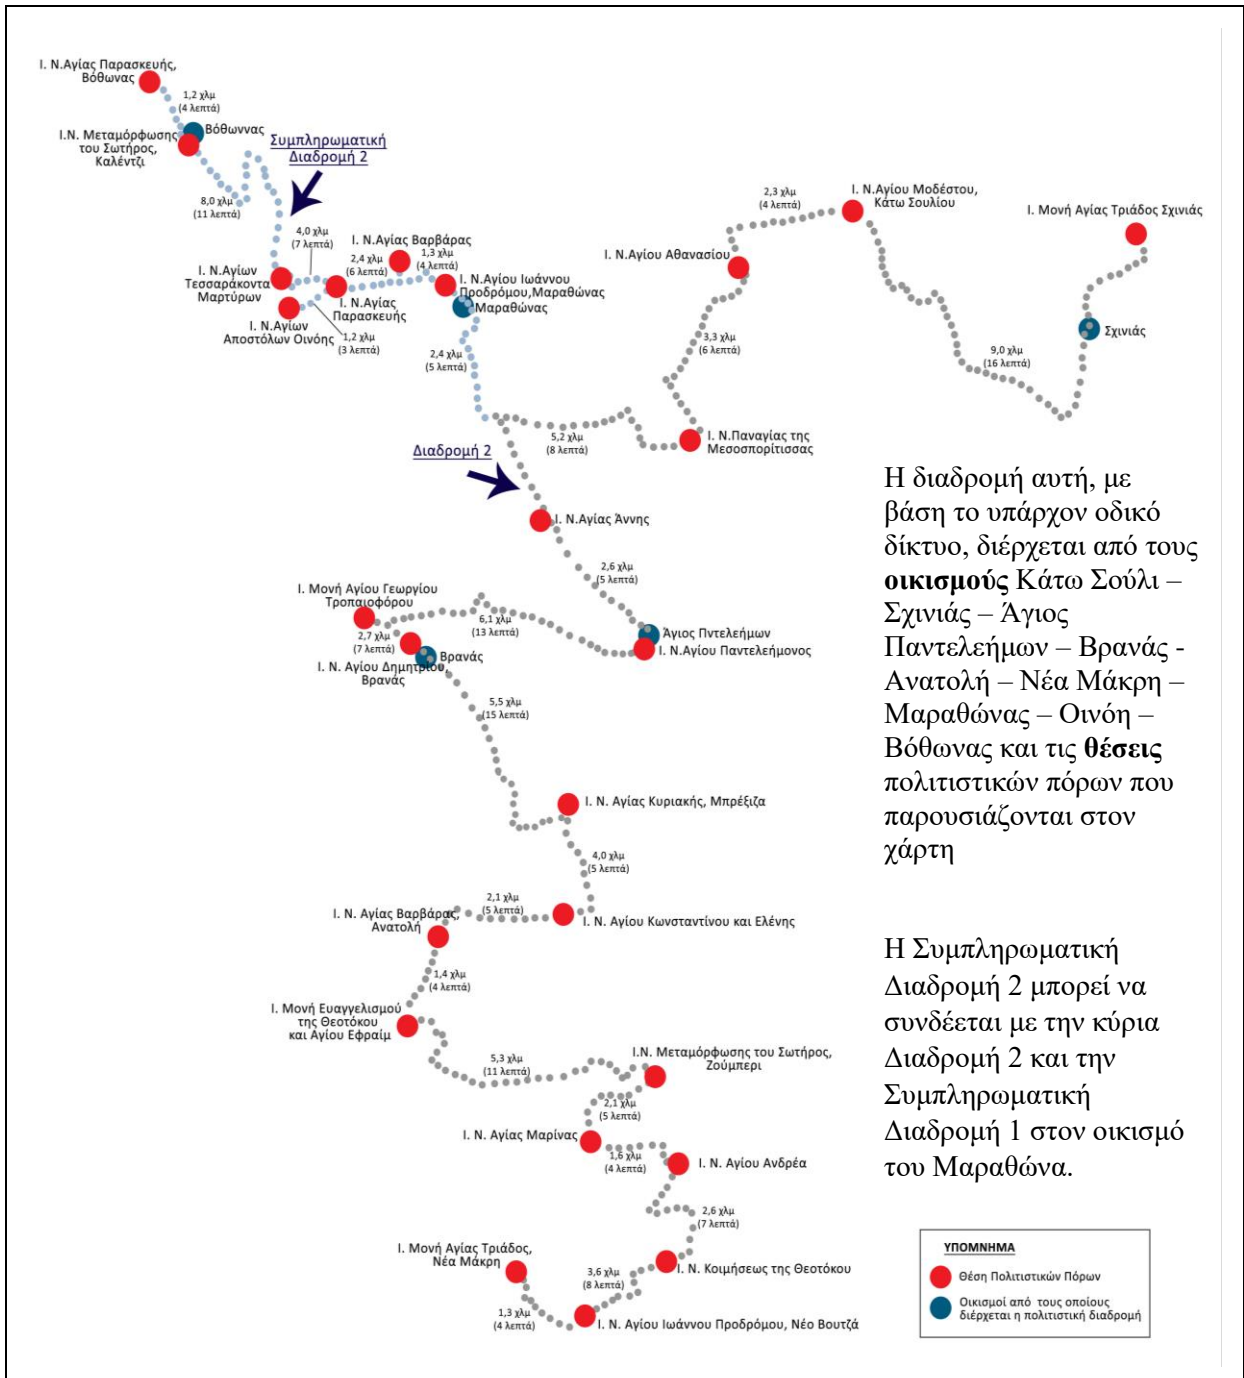 Ι. Ν.Αγίας Παρασκευής,
Βόθωνας
1,2 χλμ
(4 λεπτά)
Βόθωννας
Ι.Ν. Μεταμόρφωσης
του Σωτήρος,
Καλέντζι
Συμπληρωματική
Διαδρομή 2
8,0 χλμ
(11 λεπτά)
4,0 χλμ
(7 λεπτά)
Ι. Ν.Αγίας Βαρβάρας
2,4 χλμ
(6 λεπτά)
1,3 χλμ
(4 λεπτά)
Ι. Ν.Αγίων
Τεσσαράκοντα
Μαρτύρων
Ι. Ν.Αγίου Ιωάννου
Προδρόμου,Μαραθώνας
Μαραθώνας
Ι. Ν.Αγίας
Παρασκευής
Ι. Ν.Αγίων
Αποστόλων Οινόης
1,2 χλμ
(3 λεπτά)
2,4 χλμ
(5 λεπτά)
2,3 χλμ
(4 λεπτά)
Ι. Ν.Αγίου Μοδέστου,
Κάτω Σουλίου
Ι. Μονή Αγίας Τριάδος Σχινιάς
Ι. Ν.Αγίου Αθανασίου
3,3 χλμ
(6 λεπτά)
Σχινιάς
9,0 χλμ
(16 λεπτά)
5,2 χλμ
(8 λεπτά)
Ι. Ν.Παναγίας της
Μεσοσπορίτισσας
Διαδρομή 2
Ι. Ν.Αγίας Άννης
2,6 χλμ
(5 λεπτά)
Ι. Μονή Αγίου Γεωργίου
Τροπαιοφόρου
6,1 χλμ
(13 λεπτά)
Άγιος Πντελεήμων
Ι. Ν.Αγίου Παντελεήμονος
2,7 χλμ
(7 λεπτά)
Βρανάς
Ι. Ν. Αγίου Δημητρίου,
Βρανάς
5,5 χλμ
(15 λεπτά)
Ι. Ν. Αγίας Κυριακής, Μπρέξιζα
4,0 χλμ
(5 λεπτά)
2,1 χλμ
(5 λεπτά)
Ι. Ν. Αγίου Κωνσταντίνου και Ελένης
Ι. Ν. Αγίας Βαρβάρας,
Ανατολή
1,4 χλμ
(4 λεπτά)
Ι. Μονή Ευαγγελισμού
της Θεοτόκου
και Αγίου Εφραίμ
5,3 χλμ
(11 λεπτά)
Ι.Ν. Μεταμόρφωσης του Σωτήρος,
Ζούμπερι
2,1 χλμ
(5 λεπτά)
Ι. Ν. Αγίας Μαρίνας
1,6 χλμ
(4 λεπτά)
Ι. Ν. Αγίου Ανδρέα
2,6 χλμ
(7 λεπτά)
Ι. Μονή Αγίας Τριάδος,
Νέα Μάκρη
Ι. Ν. Κοιμήσεως της Θεοτόκου
3,6 χλμ
(8 λεπτά)
1,3 χλμ
(4 λεπτά)
Ι. Ν. Αγίου Ιωάννου Προδρόμου, Νέο Βουτζά
Η διαδρομή αυτή, με
βάση το υπάρχον οδικό
δίκτυο, διέρχεται από τους
οικισμούς Κάτω Σούλι –
Σχινιάς – Άγιος
Παντελεήμων – Βρανάς -
Ανατολή – Νέα Μάκρη –
Μαραθώνας – Οινόη –
Βόθωνας και τις θέσεις
πολιτιστικών πόρων που
παρουσιάζονται στον
χάρτη
Η Συμπληρωματική
Διαδρομή 2 μπορεί να
συνδέεται με την κύρια
Διαδρομή 2 και την
Συμπληρωματική
Διαδρομή 1 στον οικισμό
του Μαραθώνα.
ΥΠΟΜΝΗΜΑ
Θέση Πολιτιστικών Πόρων
Οικισμοί από τους οποίους
διέρχεται η πολιτιστική διαδρομή